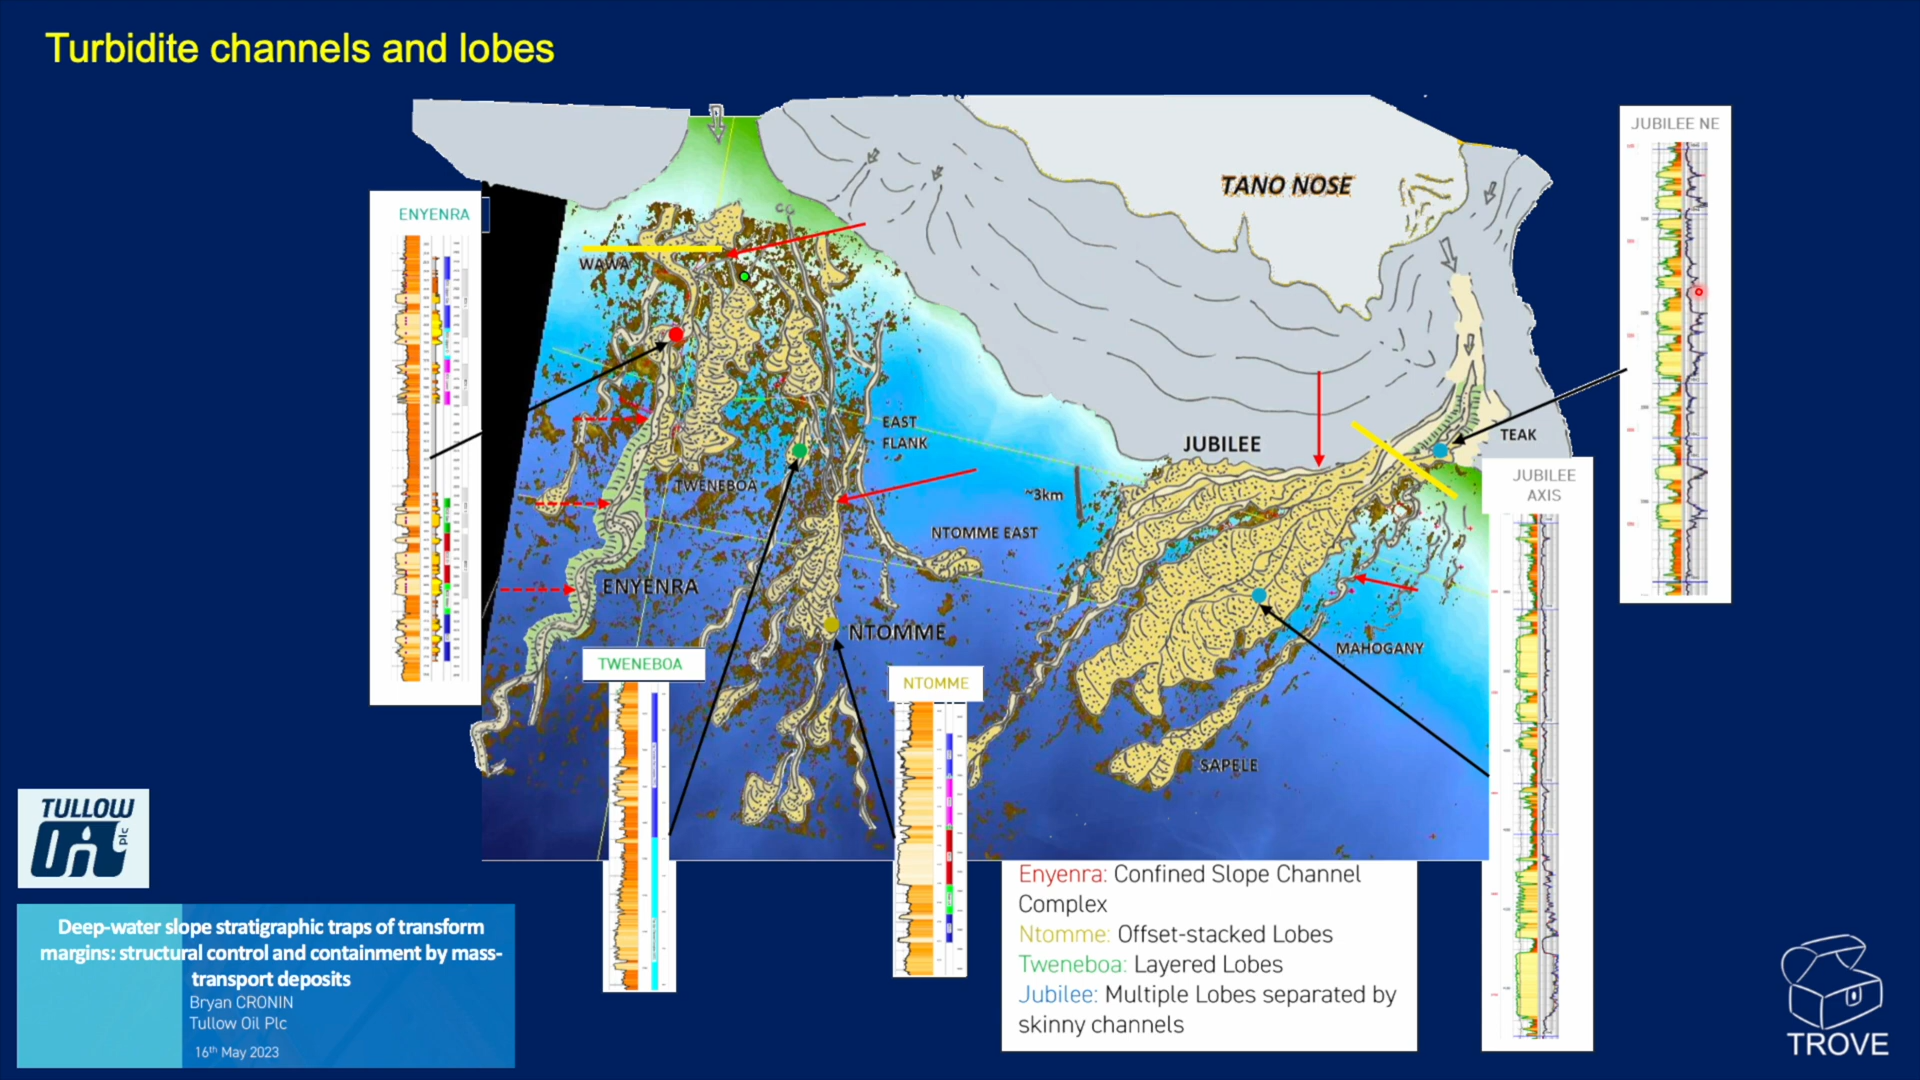 Turbidite channels and lobes
JUBILEE NE
TANO NOSE
ENYENRA
WAWA
EAST
FLANK
JUBILEE
TEAK
TWENEBOA
~3km
JUBILEE
AXIS
NTOMME EAST
ENYENRA
NTOMME
MAHOGANY
TWENEBOA
NTOMME
SAPELE
TULLOW
Oil plc
Enyenra: Confined Slope Channel
Complex
Ntomme: Offset-stacked Lobes
Tweneboa: Layered Lobes
Jubilee: Multiple Lobes separated by
skinny channels
Deep-water slope stratigraphic traps of transform
margins: structural control and containment by mass-
transport deposits
Bryan CRONIN
Tullow Oil Plc
16th May 2023
TROVE